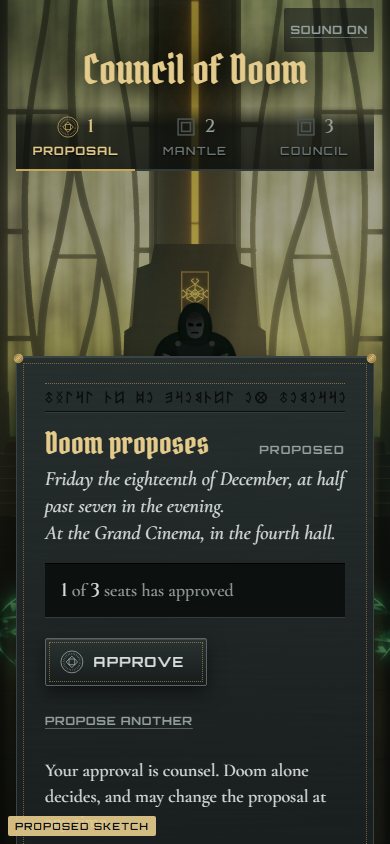 SOUND ON
Council of Doom
1
PROPOSAL
2
MANTLE
3
COUNCIL
Doom proposes
PROPOSED
Friday the eighteenth of December, at half
past seven in the evening.
At the Grand Cinema, in the fourth hall.
1 of 3 seats has approved
APPROVE
PROPOSE ANOTHER
Your approval is counsel. Doom alone
decides, and may change the proposal at
PROPOSED SKETCH